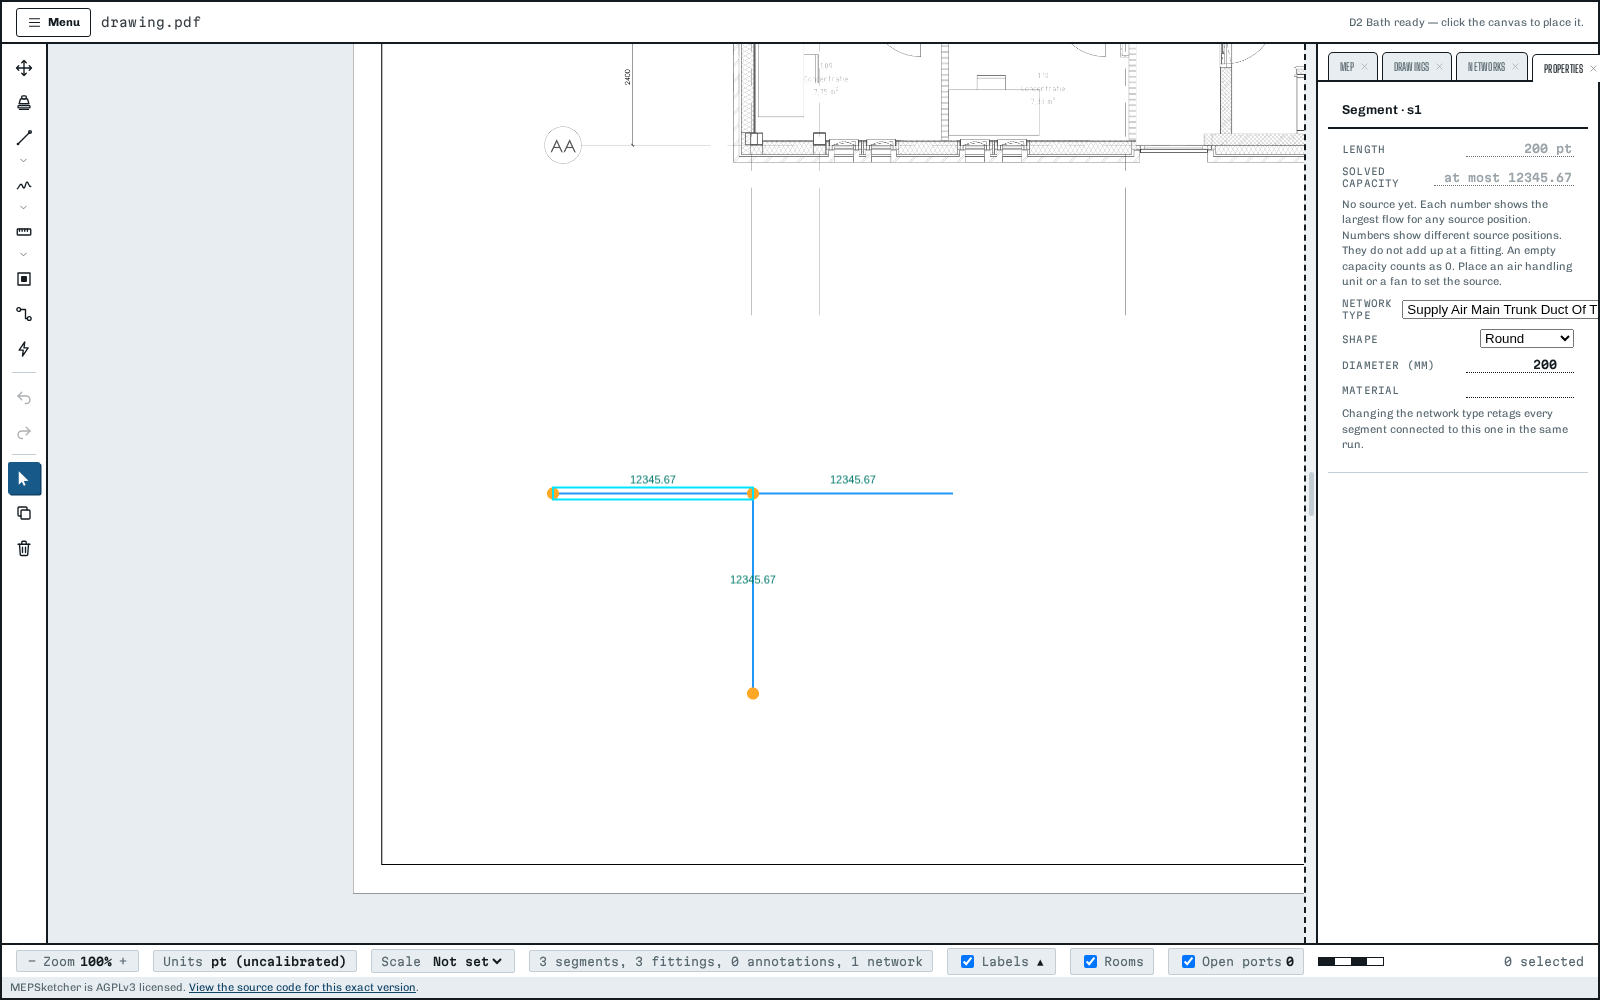 Menu drawing.pdf D2 Bath ready — click the canvas to place it.
MEP DRAWINGS NETWORKS PROPERTIES
Segment · s1
LENGTH 200 pt
SOLVED CAPACITY at most 12345.67
No source yet. Each number shows the
largest flow for any source position.
Numbers show different source positions.
They do not add up at a fitting. An empty
capacity counts as 0. Place an air handling
unit or a fan to set the source.
NETWORK TYPE Supply Air Main Trunk Duct Of T
SHAPE Round
DIAMETER (MM) 200
MATERIAL
Changing the network type retags every
segment connected to this one in the same
run.
2400
109
Concentratie
7.75 m²
110
Concentratie
AA
12345.67 12345.67
12345.67
− Zoom 100% + Units pt (uncalibrated) Scale Not set 3 segments, 3 fittings, 0 annotations, 1 network Labels ▲ Rooms Open ports 0 0 selected
MEPSketcher is AGPLv3 licensed. View the source code for this exact version.